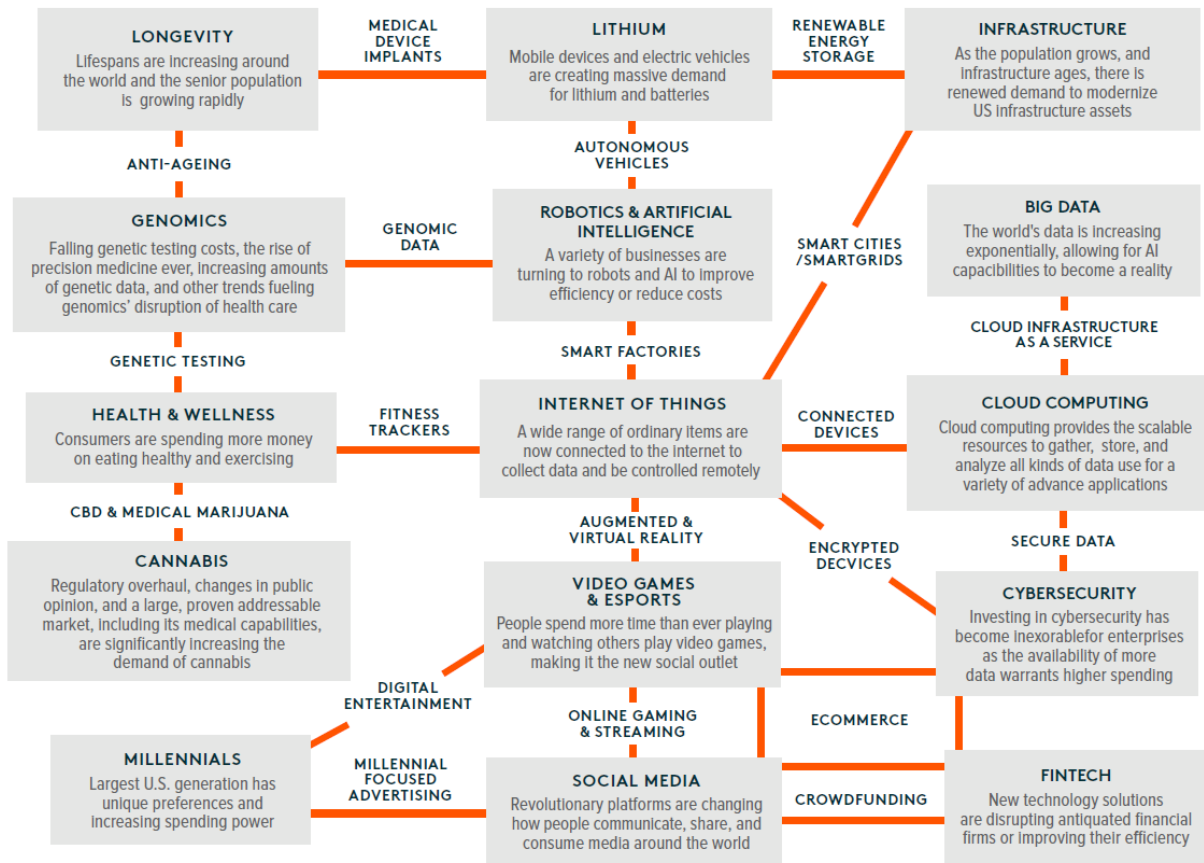 LONGEVITY
Lifespans are increasing around
the world and the senior population
is growing rapidly
MEDICAL
DEVICE
IMPLANTS
LITHIUM
Mobile devices and electric vehicles
are creating massive demand
for lithium and batteries
RENEWABLE
ENERGY
STORAGE
INFRASTRUCTURE
As the population grows, and
infrastructure ages, there is
renewed demand to modernize
US infrastructure assets
ANTI-AGEING
AUTONOMOUS
VEHICLES
GENOMICS
Falling genetic testing costs, the rise of
precision medicine ever, increasing amounts
of genetic data, and other trends fueling
genomics' disruption of health care
GENOMIC
DATA
ROBOTICS & ARTIFICIAL
INTELLIGENCE
A variety of businesses are
turning to robots and AI to improve
efficiency or reduce costs
SMART CITIES
/SMARTGRIDS
BIG DATA
The world's data is increasing
exponentially, allowing for AI
capacibilities to become a reality
GENETIC TESTING
SMART FACTORIES
CLOUD INFRASTRUCTURE
AS A SERVICE
HEALTH & WELLNESS
Consumers are spending more money
on eating healthy and exercising
FITNESS
TRACKERS
INTERNET OF THINGS
A wide range of ordinary items are
now connected to the internet to
collect data and be controlled remotely
CONNECTED
DEVICES
CLOUD COMPUTING
Cloud computing provides the scalable
resources to gather, store, and
analyze all kinds of data use for a
variety of advance applications
CBD & MEDICAL MARIJUANA
AUGMENTED &
VIRTUAL REALITY
ENCRYPTED
DECVICES
SECURE DATA
CANNABIS
Regulatory overhaul, changes in public
opinion, and a large, proven addressable
market, including its medical capabilities,
are significantly increasing the
demand of cannabis
VIDEO GAMES
& ESPORTS
People spend more time than ever playing
and watching others play video games,
making it the new social outlet
CYBERSECURITY
Investing in cybersecurity has
become inexorablefor enterprises
as the availability of more
data warrants higher spending
DIGITAL
ENTERTAINMENT
ONLINE GAMING
& STREAMING
ECOMMERCE
MILLENNIALS
Largest U.S. generation has
unique preferences and
increasing spending power
MILLENNIAL
FOCUSED
ADVERTISING
SOCIAL MEDIA
Revolutionary platforms are changing
how people communicate, share, and
consume media around the world
CROWDFUNDING
FINTECH
New technology solutions
are disrupting antiquated financial
firms or improving their efficiency